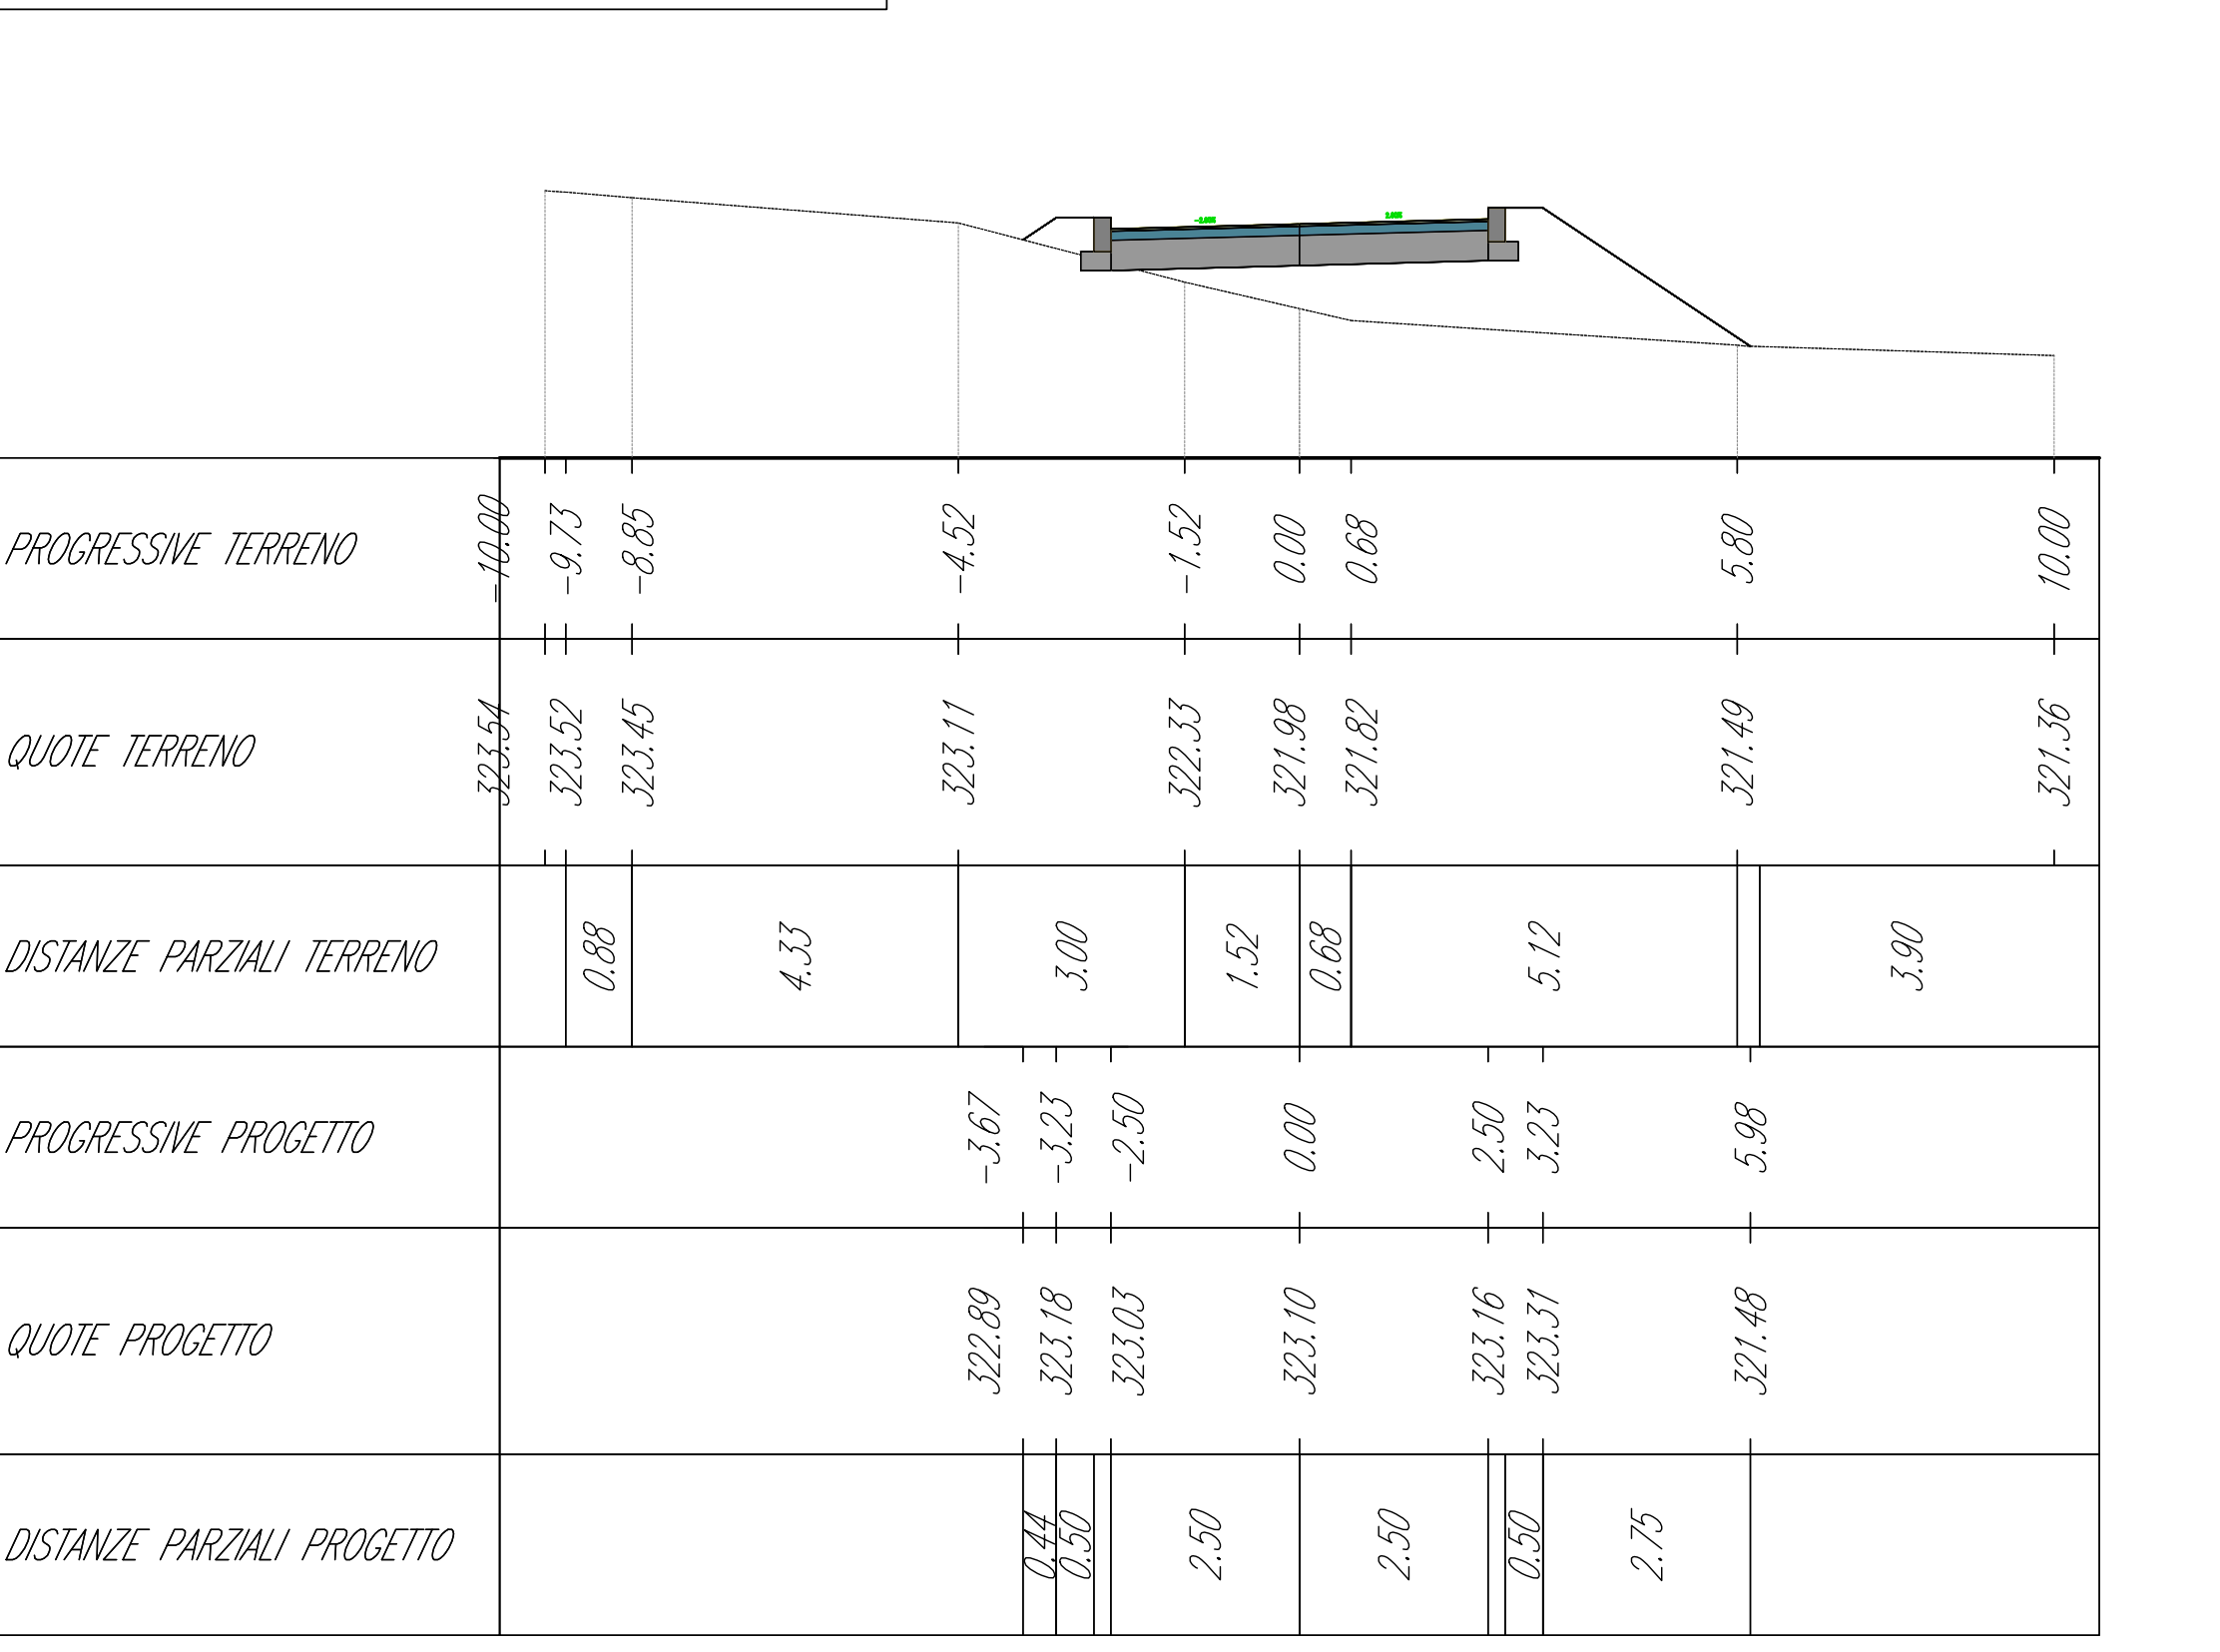 PROGRESSIVE TERRENO -10.00 -9.73 -8.85 -4.52 -1.52 0.00 0.68 5.80 10.00
QUOTE TERRENO 323.54 323.52 323.45 323.11 322.33 321.98 321.82 321.49 321.36
DISTANZE PARZIALI TERRENO 0.88 4.33 3.00 1.52 0.68 5.12 3.90
PROGRESSIVE PROGETTO -3.67 -3.23 -2.50 0.00 2.50 3.23 5.98
QUOTE PROGETTO 322.89 323.18 323.03 323.10 323.16 323.31 321.48
DISTANZE PARZIALI PROGETTO 0.44 0.50 2.50 2.50 0.50 2.75